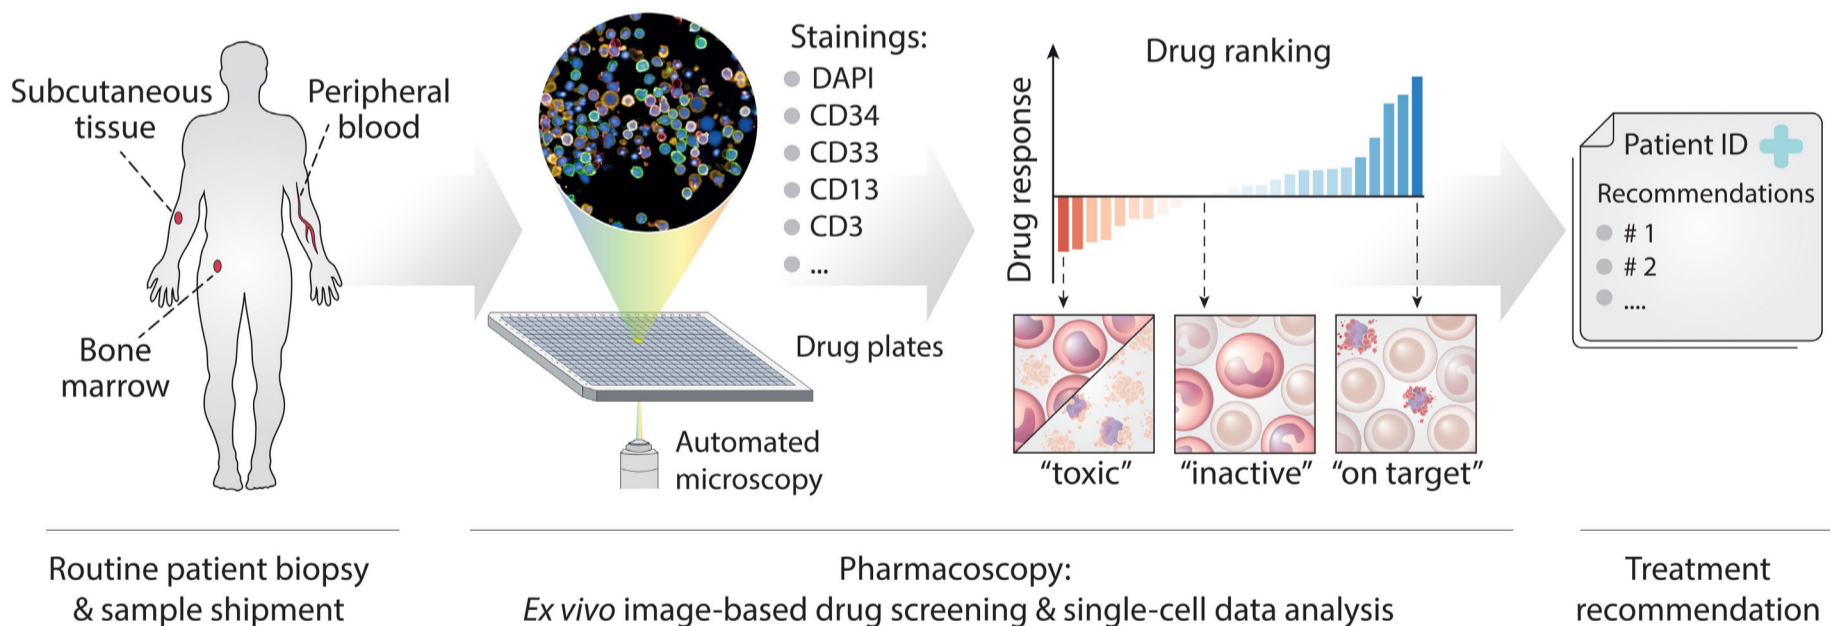 Subcutaneous
tissue
Peripheral
blood
Bone
marrow
Routine patient biopsy
& sample shipment
Stainings:
DAPI
CD34
CD33
CD13
CD3
...
Drug plates
Automated
microscopy
Drug ranking
Drug response
“toxic”
“inactive”
“on target”
Pharmacoscopy:
Ex vivo image-based drug screening & single-cell data analysis
Patient ID
Recommendations
# 1
# 2
....
Treatment
recommendation